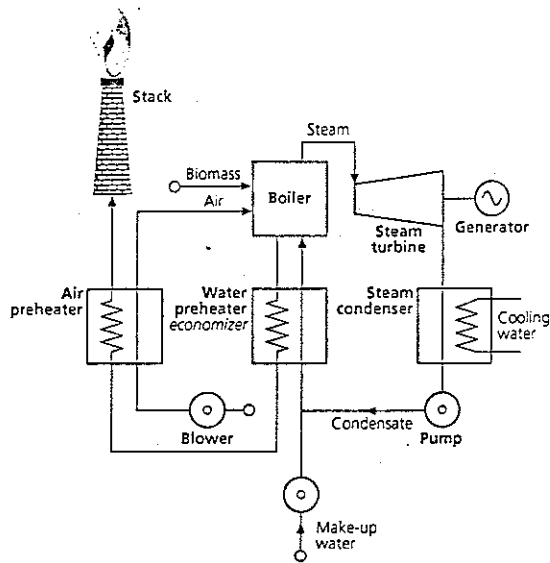 Stack
Steam
Biomass
Air
Boiler
Steam
turbine
Generator
Air
preheater
Water
preheater
economizer
Steam
condenser
Cooling
water
Blower
Condensate
Pump
Make-up
water